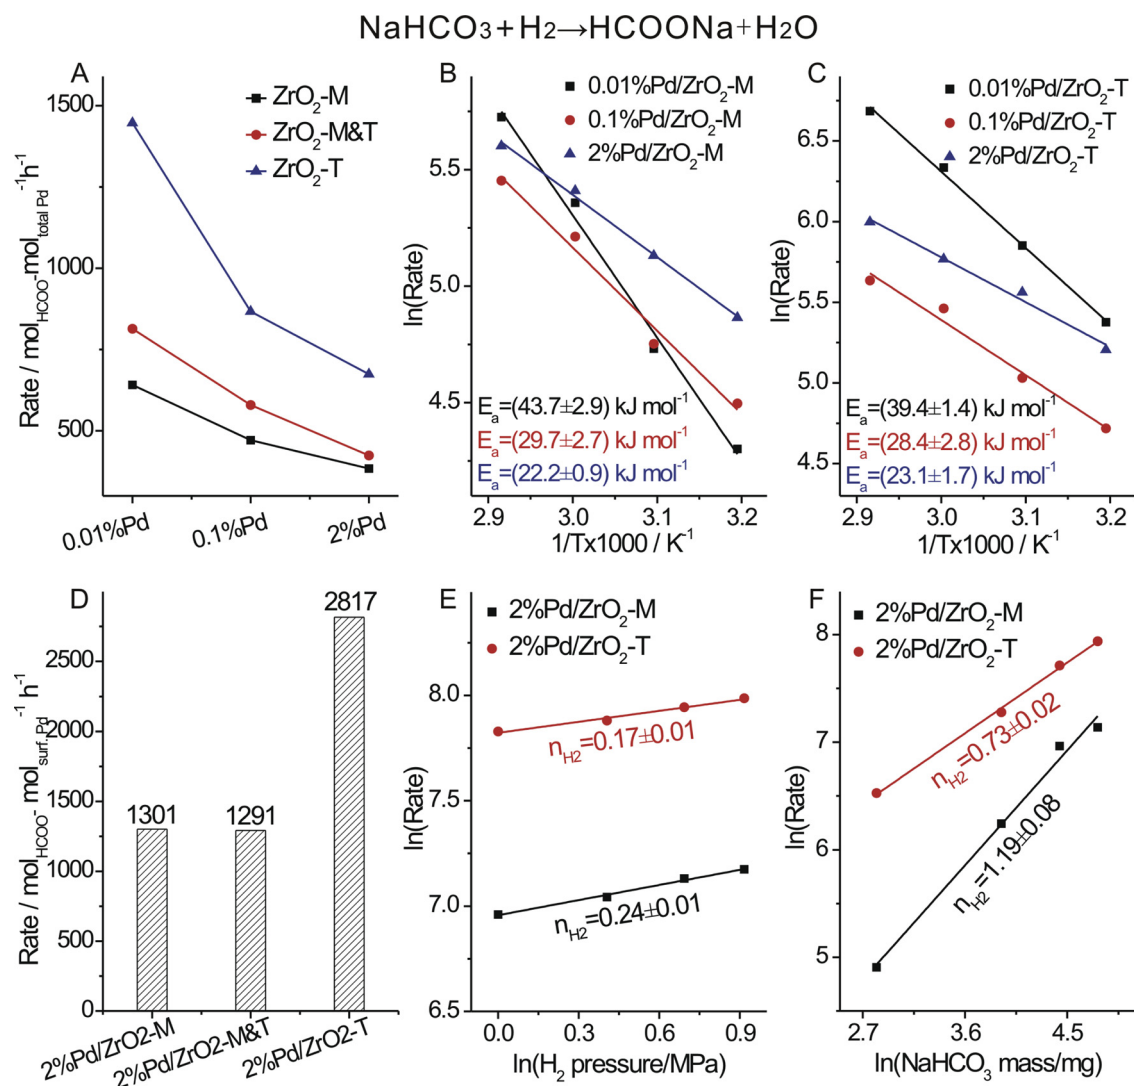 NaHCO₃+H₂→HCOONa+H₂O
A
Rate / mol_HCOO- mol_total Pd⁻¹h⁻¹
1500
1000
500
ZrO₂-M
ZrO₂-M&T
ZrO₂-T
0.01%Pd
0.1%Pd
2%Pd
B
ln(Rate)
5.5
5.0
4.5
0.01%Pd/ZrO₂-M
0.1%Pd/ZrO₂-M
2%Pd/ZrO₂-M
Eₐ=(43.7±2.9) kJ mol⁻¹
Eₐ=(29.7±2.7) kJ mol⁻¹
Eₐ=(22.2±0.9) kJ mol⁻¹
2.9 3.0 3.1 3.2
1/Tx1000 / K⁻¹
C
ln(Rate)
6.5
6.0
5.5
5.0
4.5
0.01%Pd/ZrO₂-T
0.1%Pd/ZrO₂-T
2%Pd/ZrO₂-T
Eₐ=(39.4±1.4) kJ mol⁻¹
Eₐ=(28.4±2.8) kJ mol⁻¹
Eₐ=(23.1±1.7) kJ mol⁻¹
2.9 3.0 3.1 3.2
1/Tx1000 / K⁻¹
D
Rate / mol_HCOO- mol_surf. Pd⁻¹ h⁻¹
2500
2000
1500
1000
500
0
1301
1291
2817
2%Pd/ZrO2-M
2%Pd/ZrO2-M&T
2%Pd/ZrO2-T
E
ln(Rate)
8.0
7.5
7.0
6.5
2%Pd/ZrO₂-M
2%Pd/ZrO₂-T
n_H2=0.17±0.01
n_H2=0.24±0.01
0.0 0.3 0.6 0.9
ln(H₂ pressure/MPa)
F
ln(Rate)
8
7
6
5
2%Pd/ZrO₂-M
2%Pd/ZrO₂-T
n_H2=0.73±0.02
n_H2=1.19±0.08
2.7 3.6 4.5
ln(NaHCO₃ mass/mg)